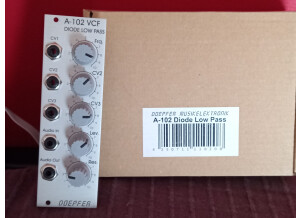 A-102 VCF
DIODE LOW PASS
CV1
Frq.
CV2
CV2
CV3
CV3
Audio In
Lev.
Audio Out
Res.
DOEPFER
DOEPFER MUSIKELEKTRONIK
A-102 Diode Low Pass